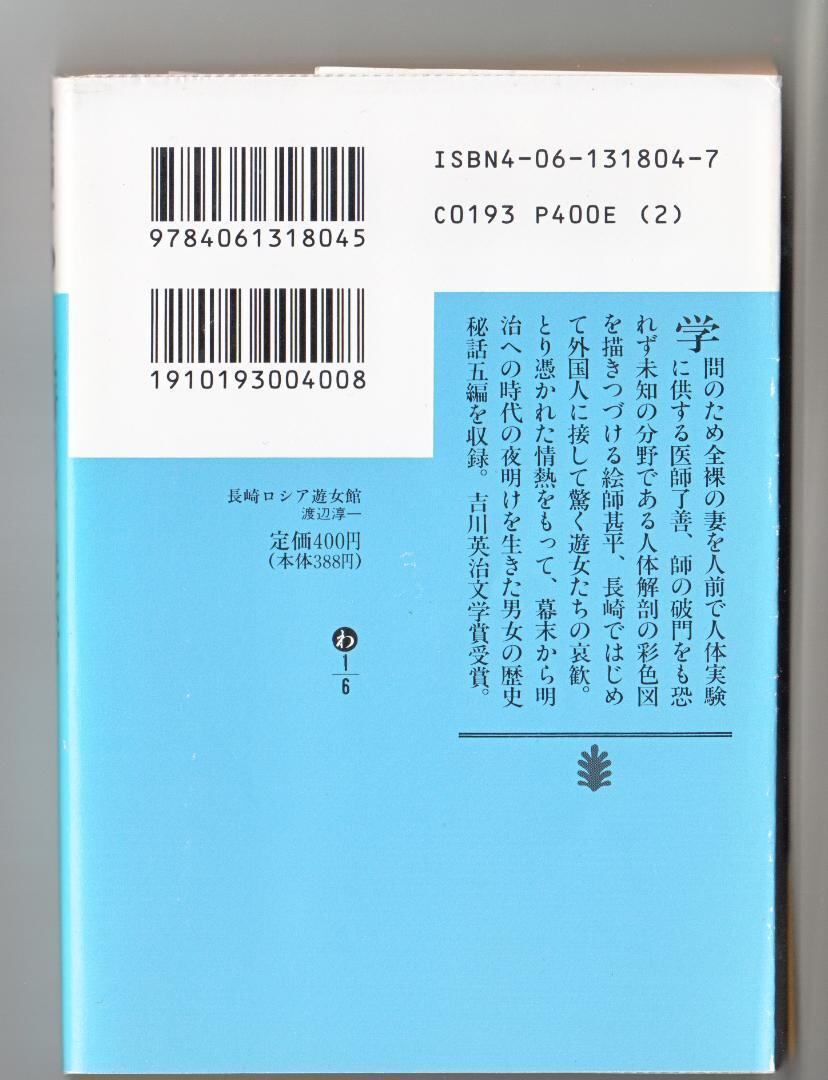 9784061318045
ISBN4-06-131804-7
C0193 P400E (2)
1910193004008
学問のため全裸の妻を人前で人体実験
に供する医師了善、師の破門をも恐
れず未知の分野である人体解剖の彩色図
を描きつづける絵師甚平、長崎ではじめ
て外国人に接して驚く遊女たちの哀歓。
とり憑かれた情熱をもって、幕末から明
治への時代の夜明けを生きた男女の歴史
秘話五編を収録。吉川英治文学賞受賞。
長崎ロシア遊女館
渡辺淳一
定価400円
(本体388円)
わ
1
6